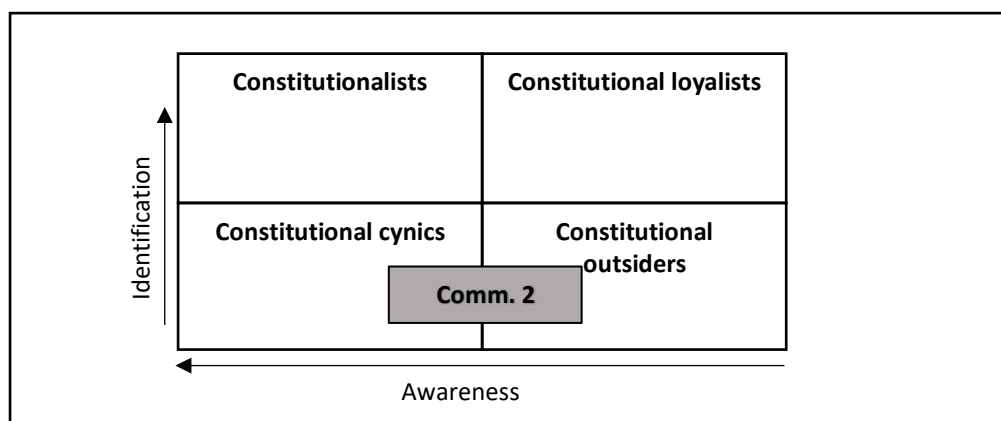 Constitutionalists
Constitutional loyalists
Identification
Constitutional cynics
Constitutional
outsiders
Comm. 2
Awareness